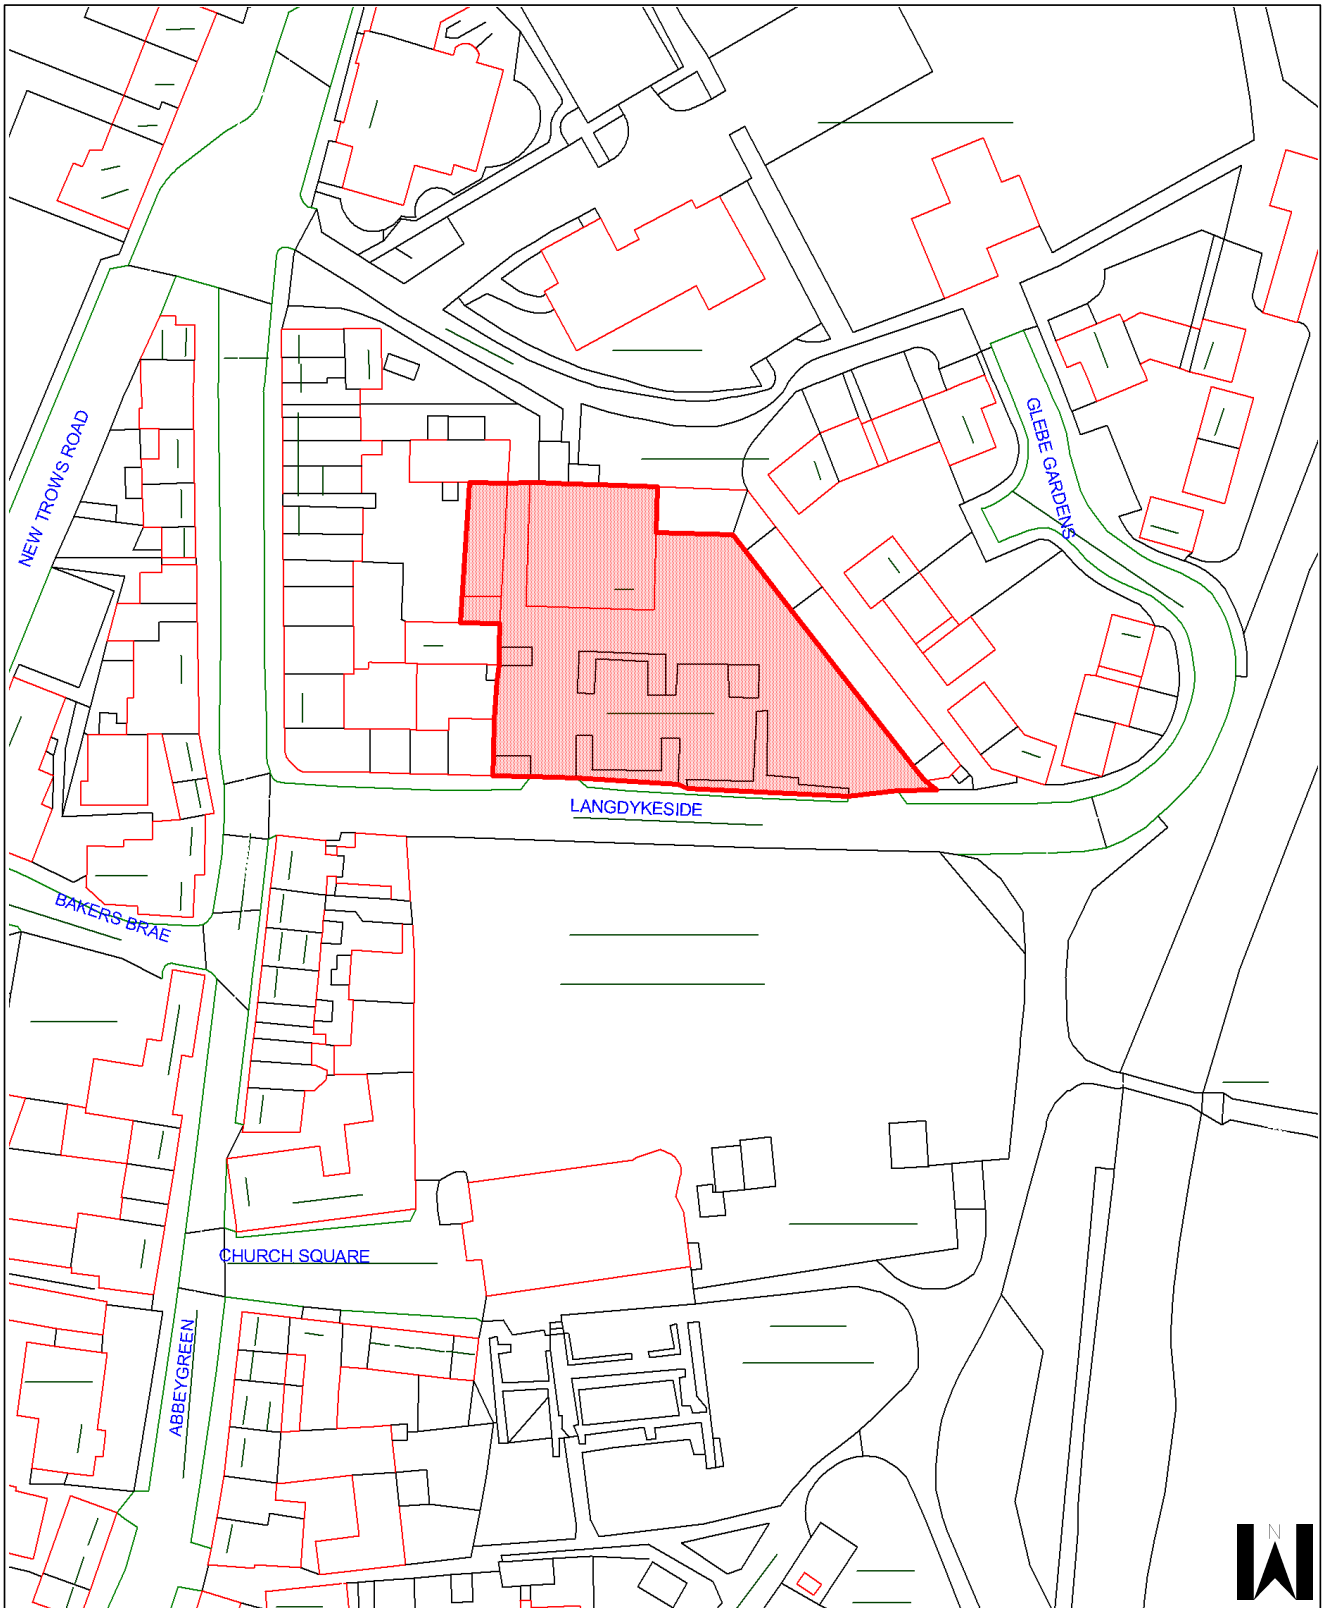 NEW TROWS ROAD
GLEBE GARDENS
LANGDYKESIDE
BAKERS BRAE
CHURCH SQUARE
ABBEYGREEN
N